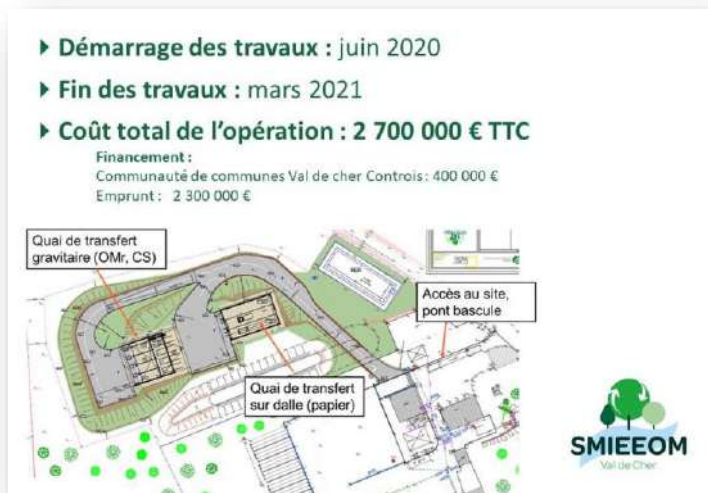 Démarrage des travaux : juin 2020
Fin des travaux : mars 2021
Coût total de l'opération : 2 700 000 € TTC
Financement :
Communauté de communes Val de cher Controis : 400 000 €
Emprunt : 2 300 000 €
Quai de transfert
gravitaire (OMr, CS)
Accès au site,
pont bascule
Quai de transfert
sur dalle (papier)
SMIEEOM
Val de Cher